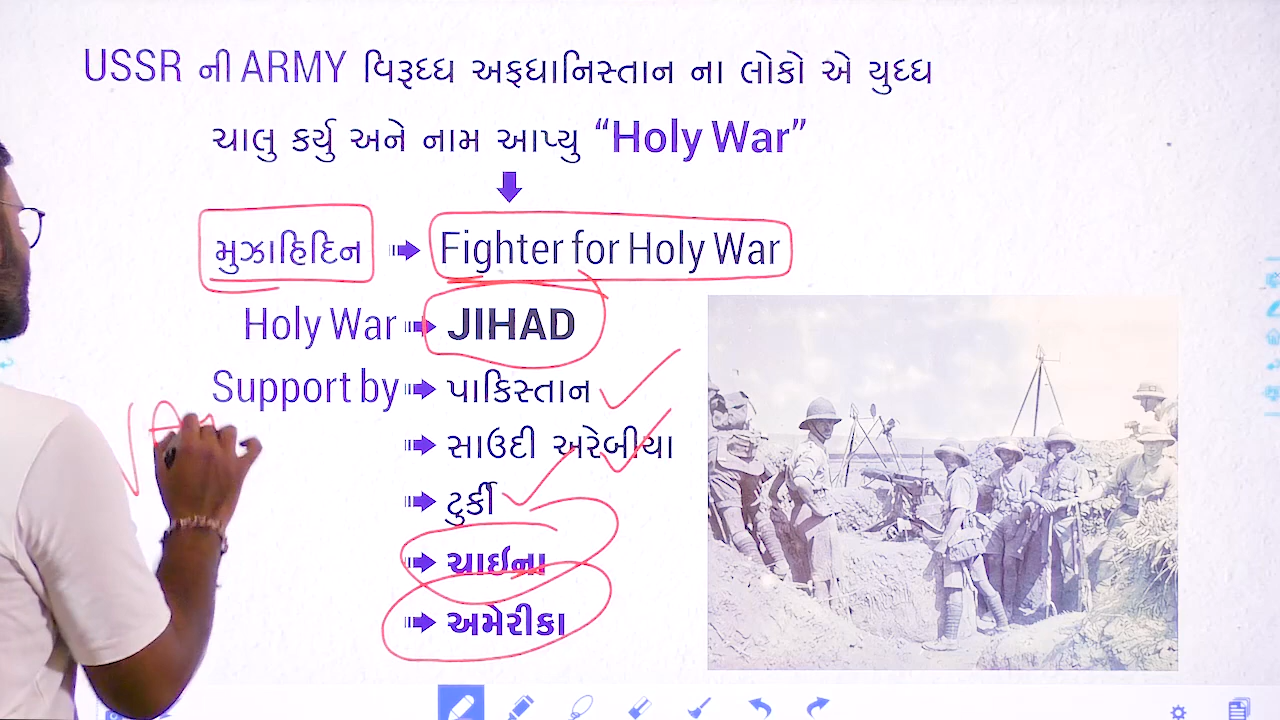 USSR ની ARMY વિરૂધ્ધ અફઘાનિસ્તાન ના લોકો એ યુધ્ધ
ચાલુ કર્યુ અને નામ આપ્યુ “Holy War”
મુઝાહિદિન Fighter for Holy War
Holy War JIHAD
Support by પાકિસ્તાન
સાઉદી અરેબીયા
ટુર્કી
ચાઇના
અમેરીકા